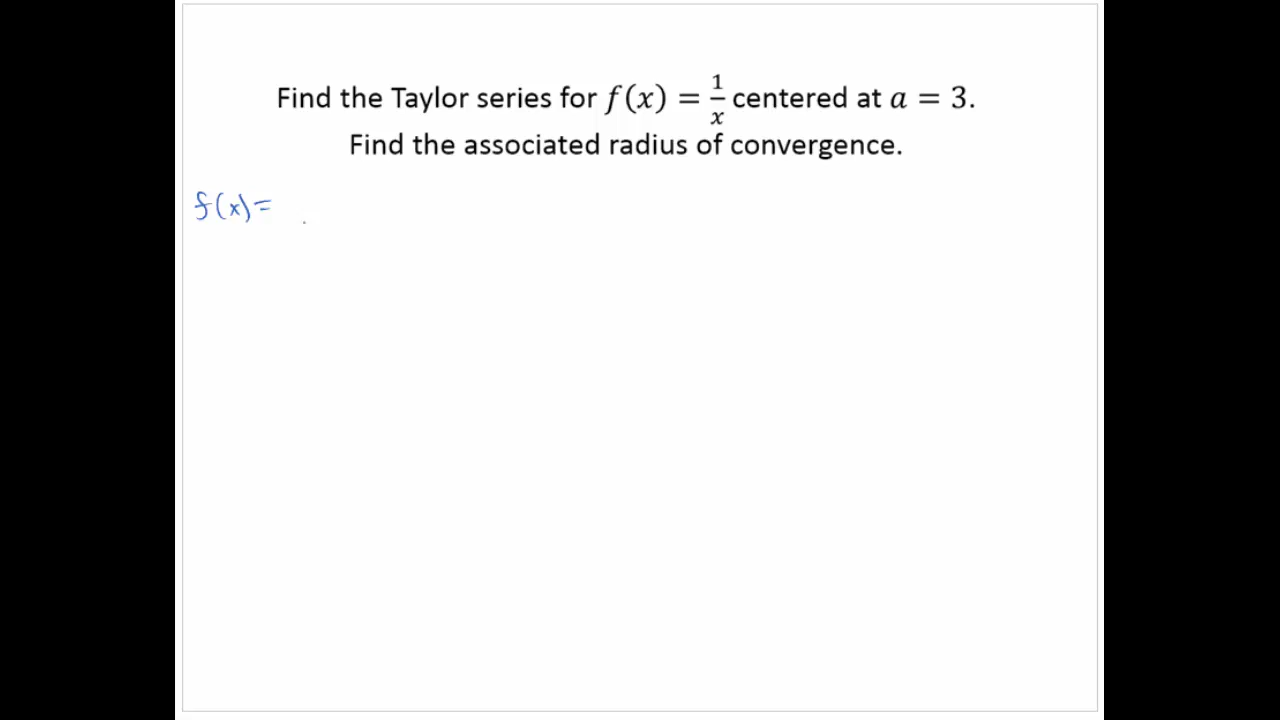 Find the Taylor series for f(x) = 1/x centered at a = 3.
Find the associated radius of convergence.
f(x)=